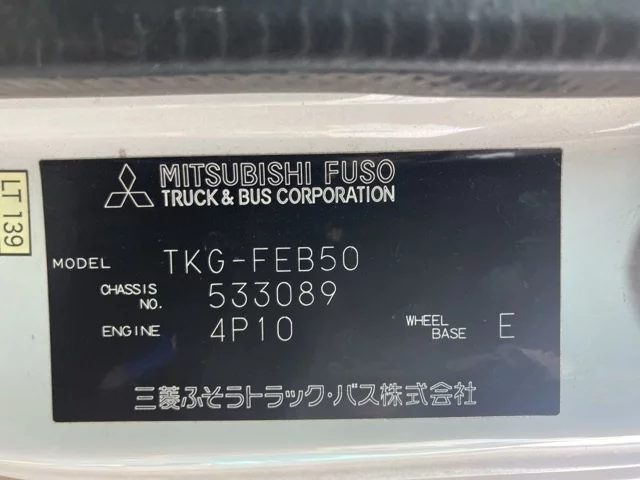 MITSUBISHI FUSO
TRUCK & BUS CORPORATION
LT 139
MODEL TKG-FEB50
CHASSIS NO. 533089
ENGINE 4P10 WHEEL BASE E
三菱ふそうトラック・バス株式会社